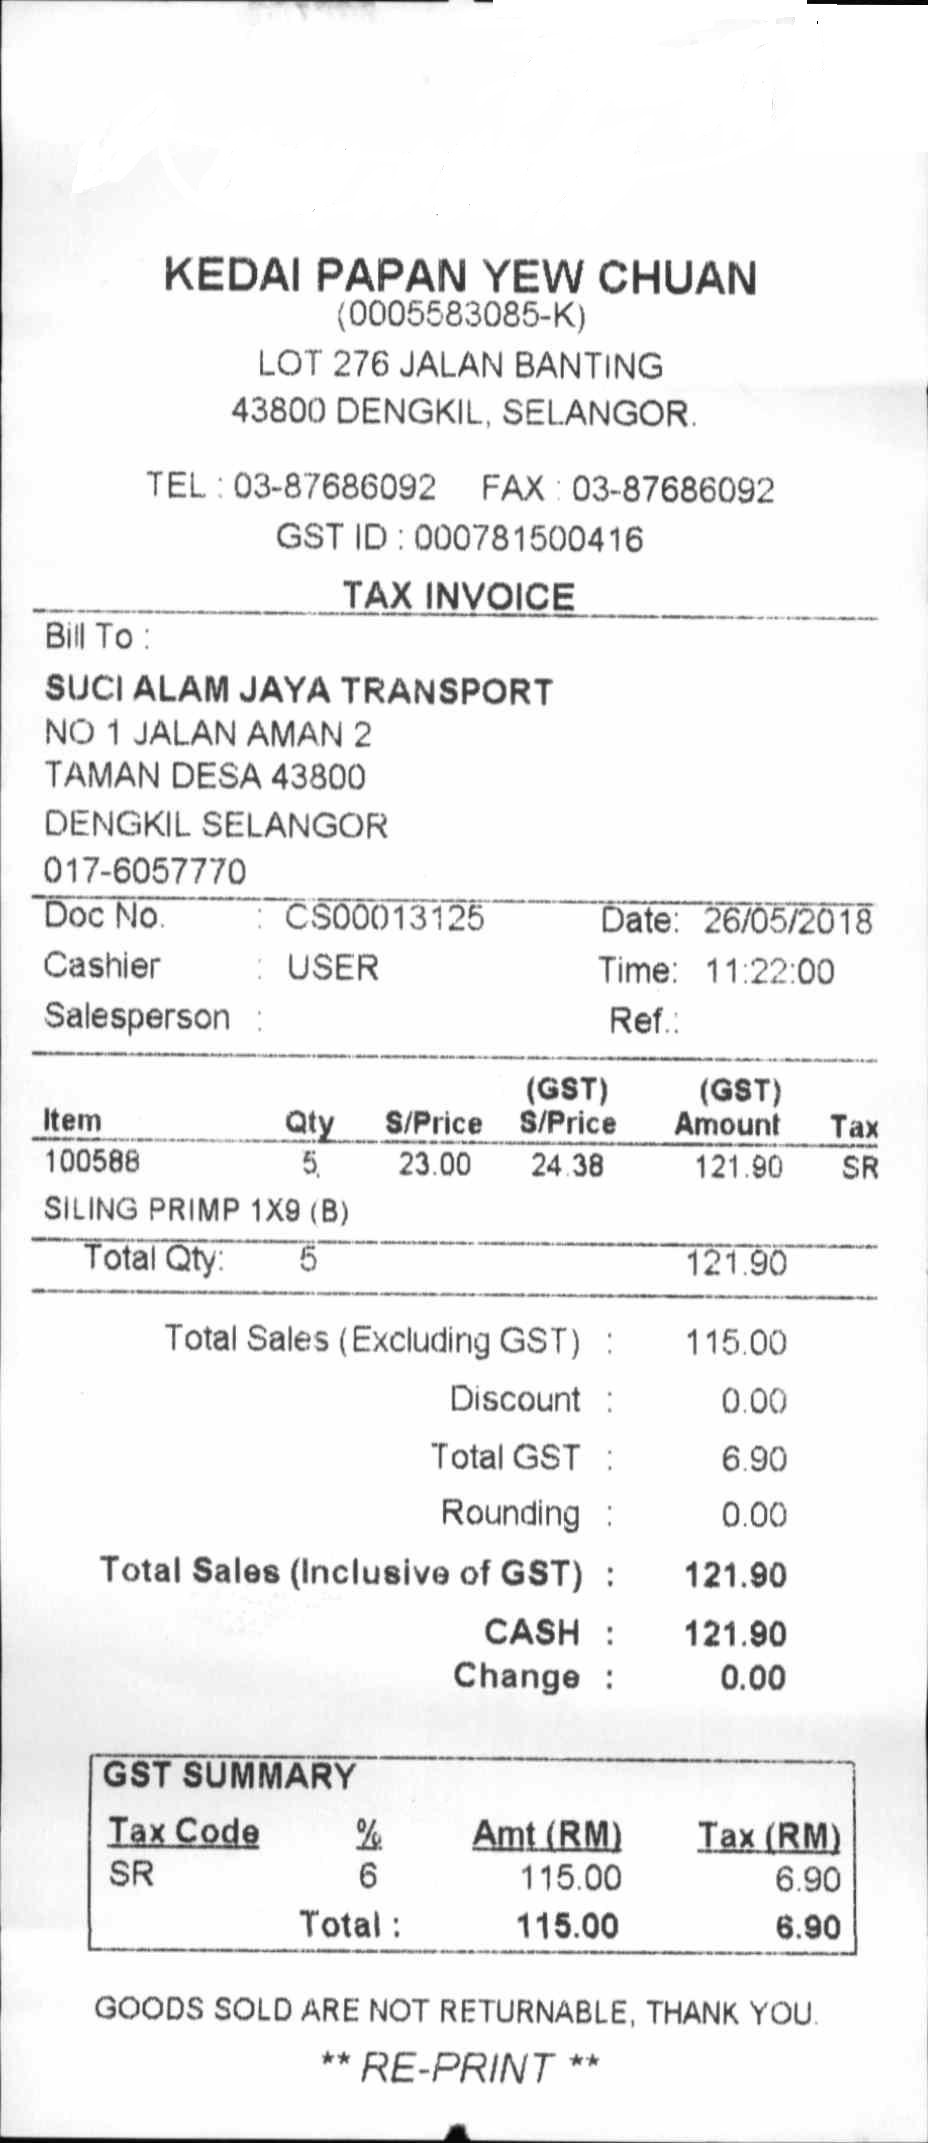 KEDAI PAPAN YEW CHUAN
(0005583085-K)
LOT 276 JALAN BANTING
43800 DENGKIL, SELANGOR.
TEL : 03-87686092 FAX : 03-87686092
GST ID : 000781500416
TAX INVOICE
Bill To :
SUCI ALAM JAYA TRANSPORT
NO 1 JALAN AMAN 2
TAMAN DESA 43800
DENGKIL SELANGOR
017-6057770
Doc No. : CS00013125 Date: 26/05/2018
Cashier : USER Time: 11:22:00
Salesperson : Ref.:
(GST) (GST)
Item Qty S/Price S/Price Amount Tax
100588 5 23.00 24.38 121.90 SR
SILING PRIMP 1X9 (B)
Total Qty: 5 121.90
Total Sales (Excluding GST) : 115.00
Discount : 0.00
Total GST : 6.90
Rounding : 0.00
Total Sales (Inclusive of GST) : 121.90
CASH : 121.90
Change : 0.00
GST SUMMARY
Tax Code % Amt (RM) Tax (RM)
SR 6 115.00 6.90
Total : 115.00 6.90
GOODS SOLD ARE NOT RETURNABLE, THANK YOU.
** RE-PRINT **